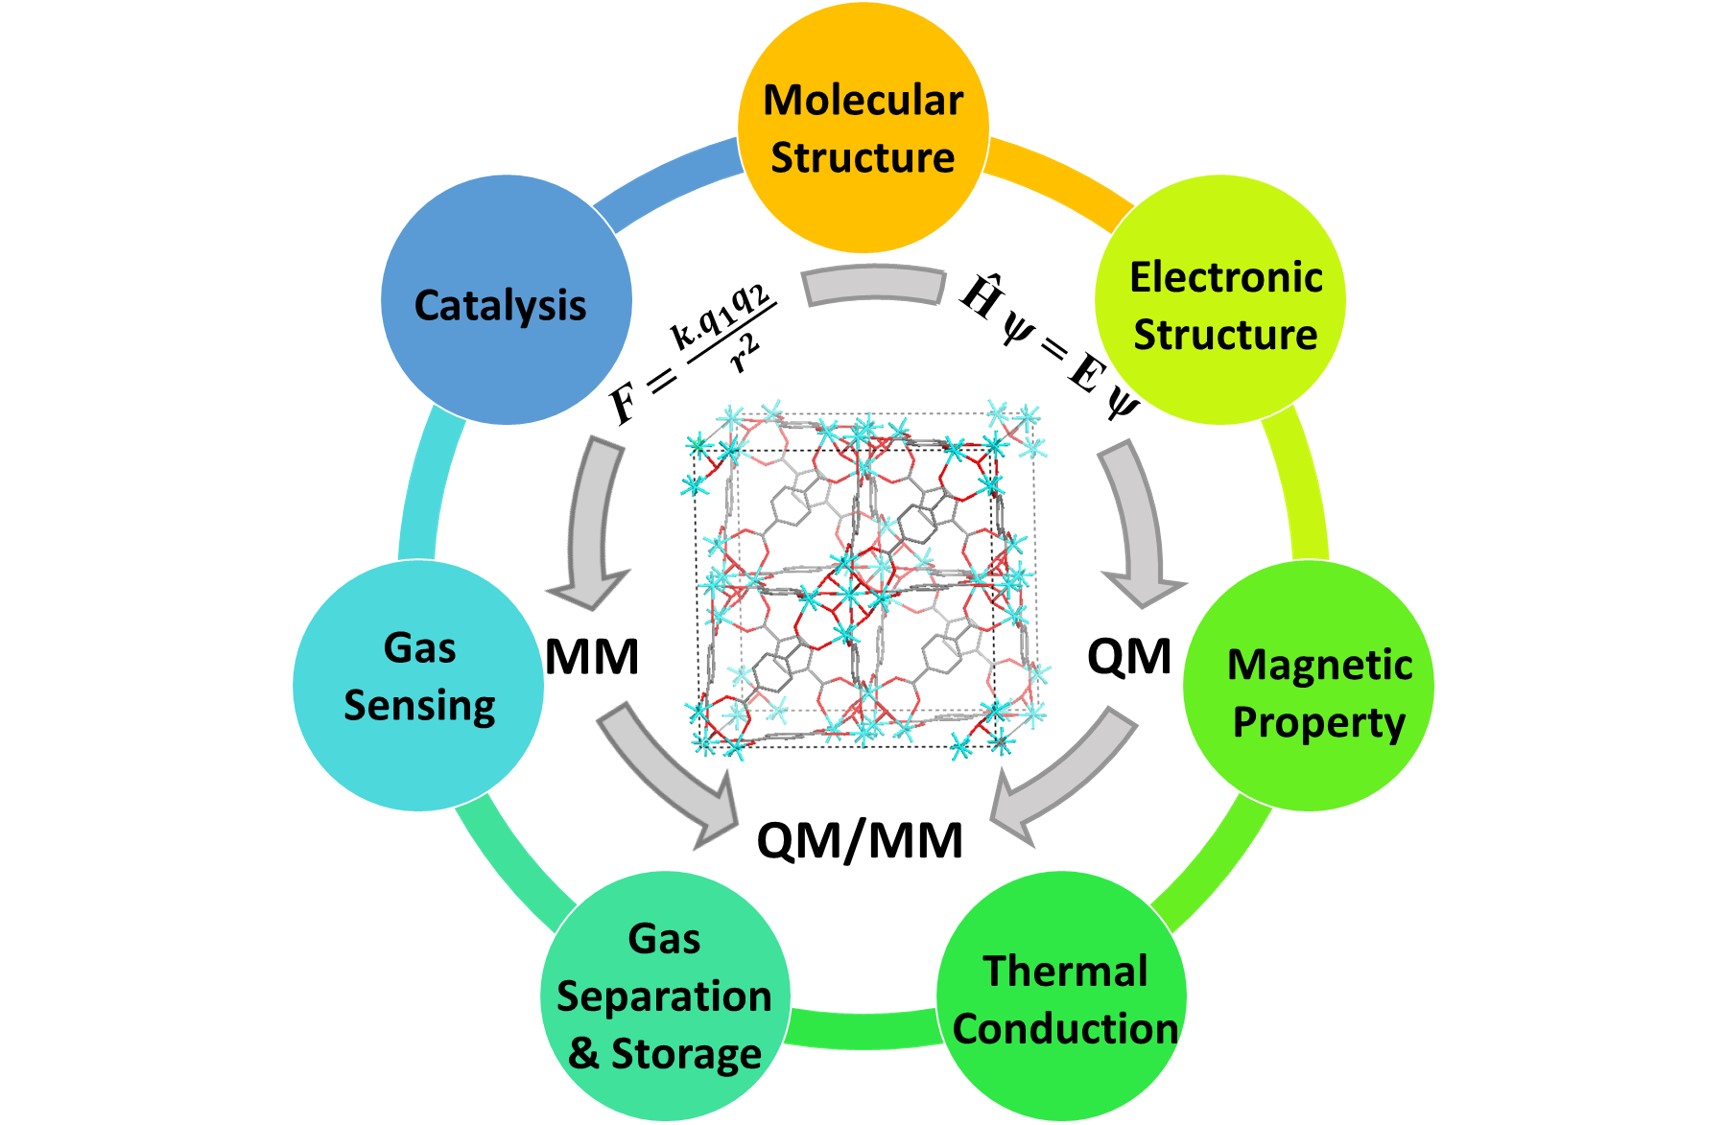 Molecular
Structure
Electronic
Structure
Catalysis
F = k.q₁q₂ / r²
Ĥ ψ = E ψ
Gas
Sensing
MM
QM
Magnetic
Property
QM/MM
Gas
Separation
& Storage
Thermal
Conduction